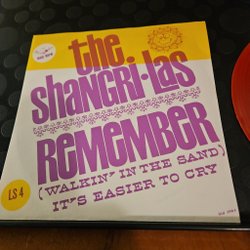 the
shangri-las
REMEMBER
(WALKIN' IN THE SAND)
IT'S EASIER TO CRY
LS 4